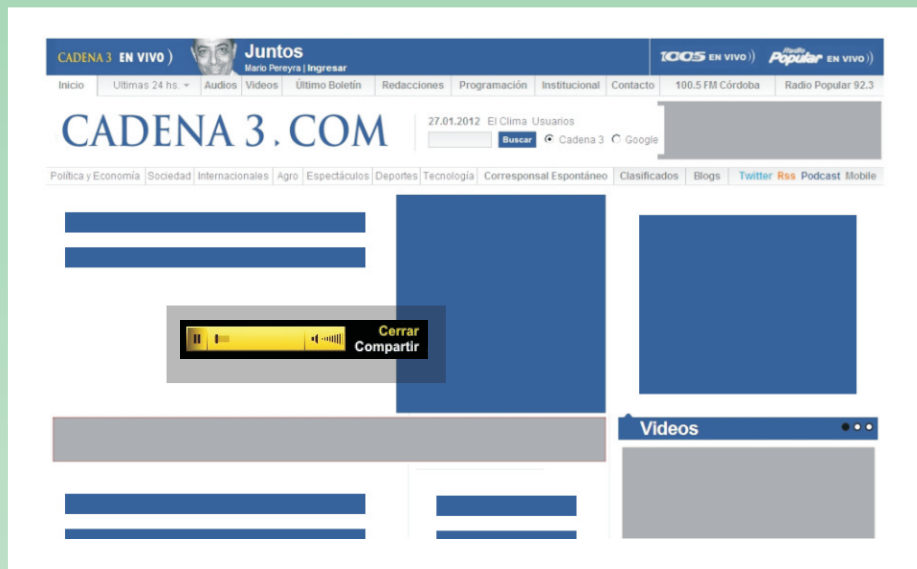 CADENA 3 EN VIVO )
Juntos
Mario Pereyra | Ingresar
100.5 EN VIVO ))
Radio Popular EN VIVO ))
Inicio Ultimas 24 hs. Audios Videos Último Boletín Redacciones Programación Institucional Contacto 100.5 FM Córdoba Radio Popular 92.3
CADENA 3.COM
27.01.2012 El Clima Usuarios
Buscar Cadena 3 Google
Política y Economía Sociedad Internacionales Agro Espectáculos Deportes Tecnología Corresponsal Espontáneo Clasificados Blogs Twitter Rss Podcast Mobile
Cerrar
Compartir
Videos